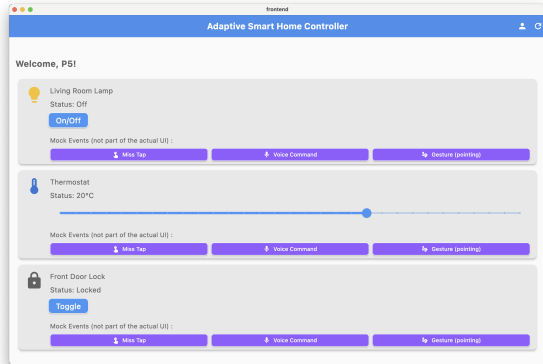 frontend
Adaptive Smart Home Controller
Welcome, P5!
Living Room Lamp
Status: Off
On/Off
Mock Events (not part of the actual UI) :
Miss Tap
Voice Command
Gesture (pointing)
Thermostat
Status: 20°C
Mock Events (not part of the actual UI) :
Miss Tap
Voice Command
Gesture (pointing)
Front Door Lock
Status: Locked
Toggle
Mock Events (not part of the actual UI) :
Miss Tap
Voice Command
Gesture (pointing)